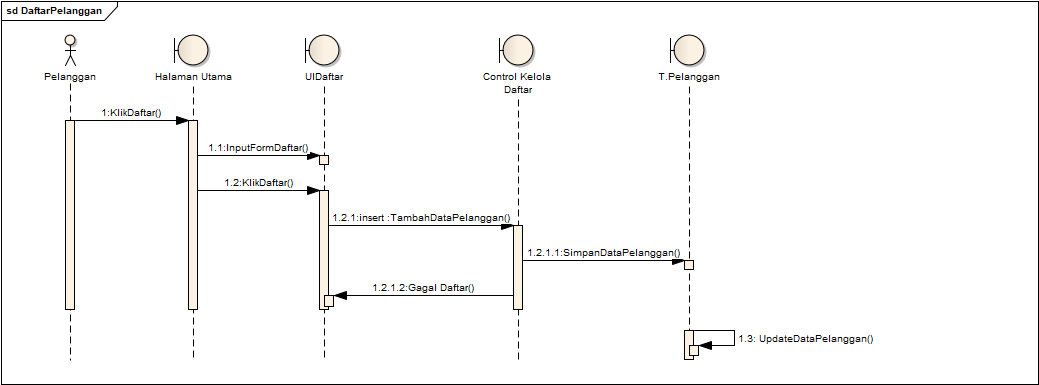 sd DaftarPelanggan
Pelanggan
Halaman Utama
UIDaftar
Control Kelola
Daftar
T.Pelanggan
1:KlikDaftar()
1.1:InputFormDaftar()
1.2:KlikDaftar()
1.2.1:insert :TambahDataPelanggan()
1.2.1.1:SimpanDataPelanggan()
1.2.1.2:Gagal Daftar()
1.3: UpdateDataPelanggan()